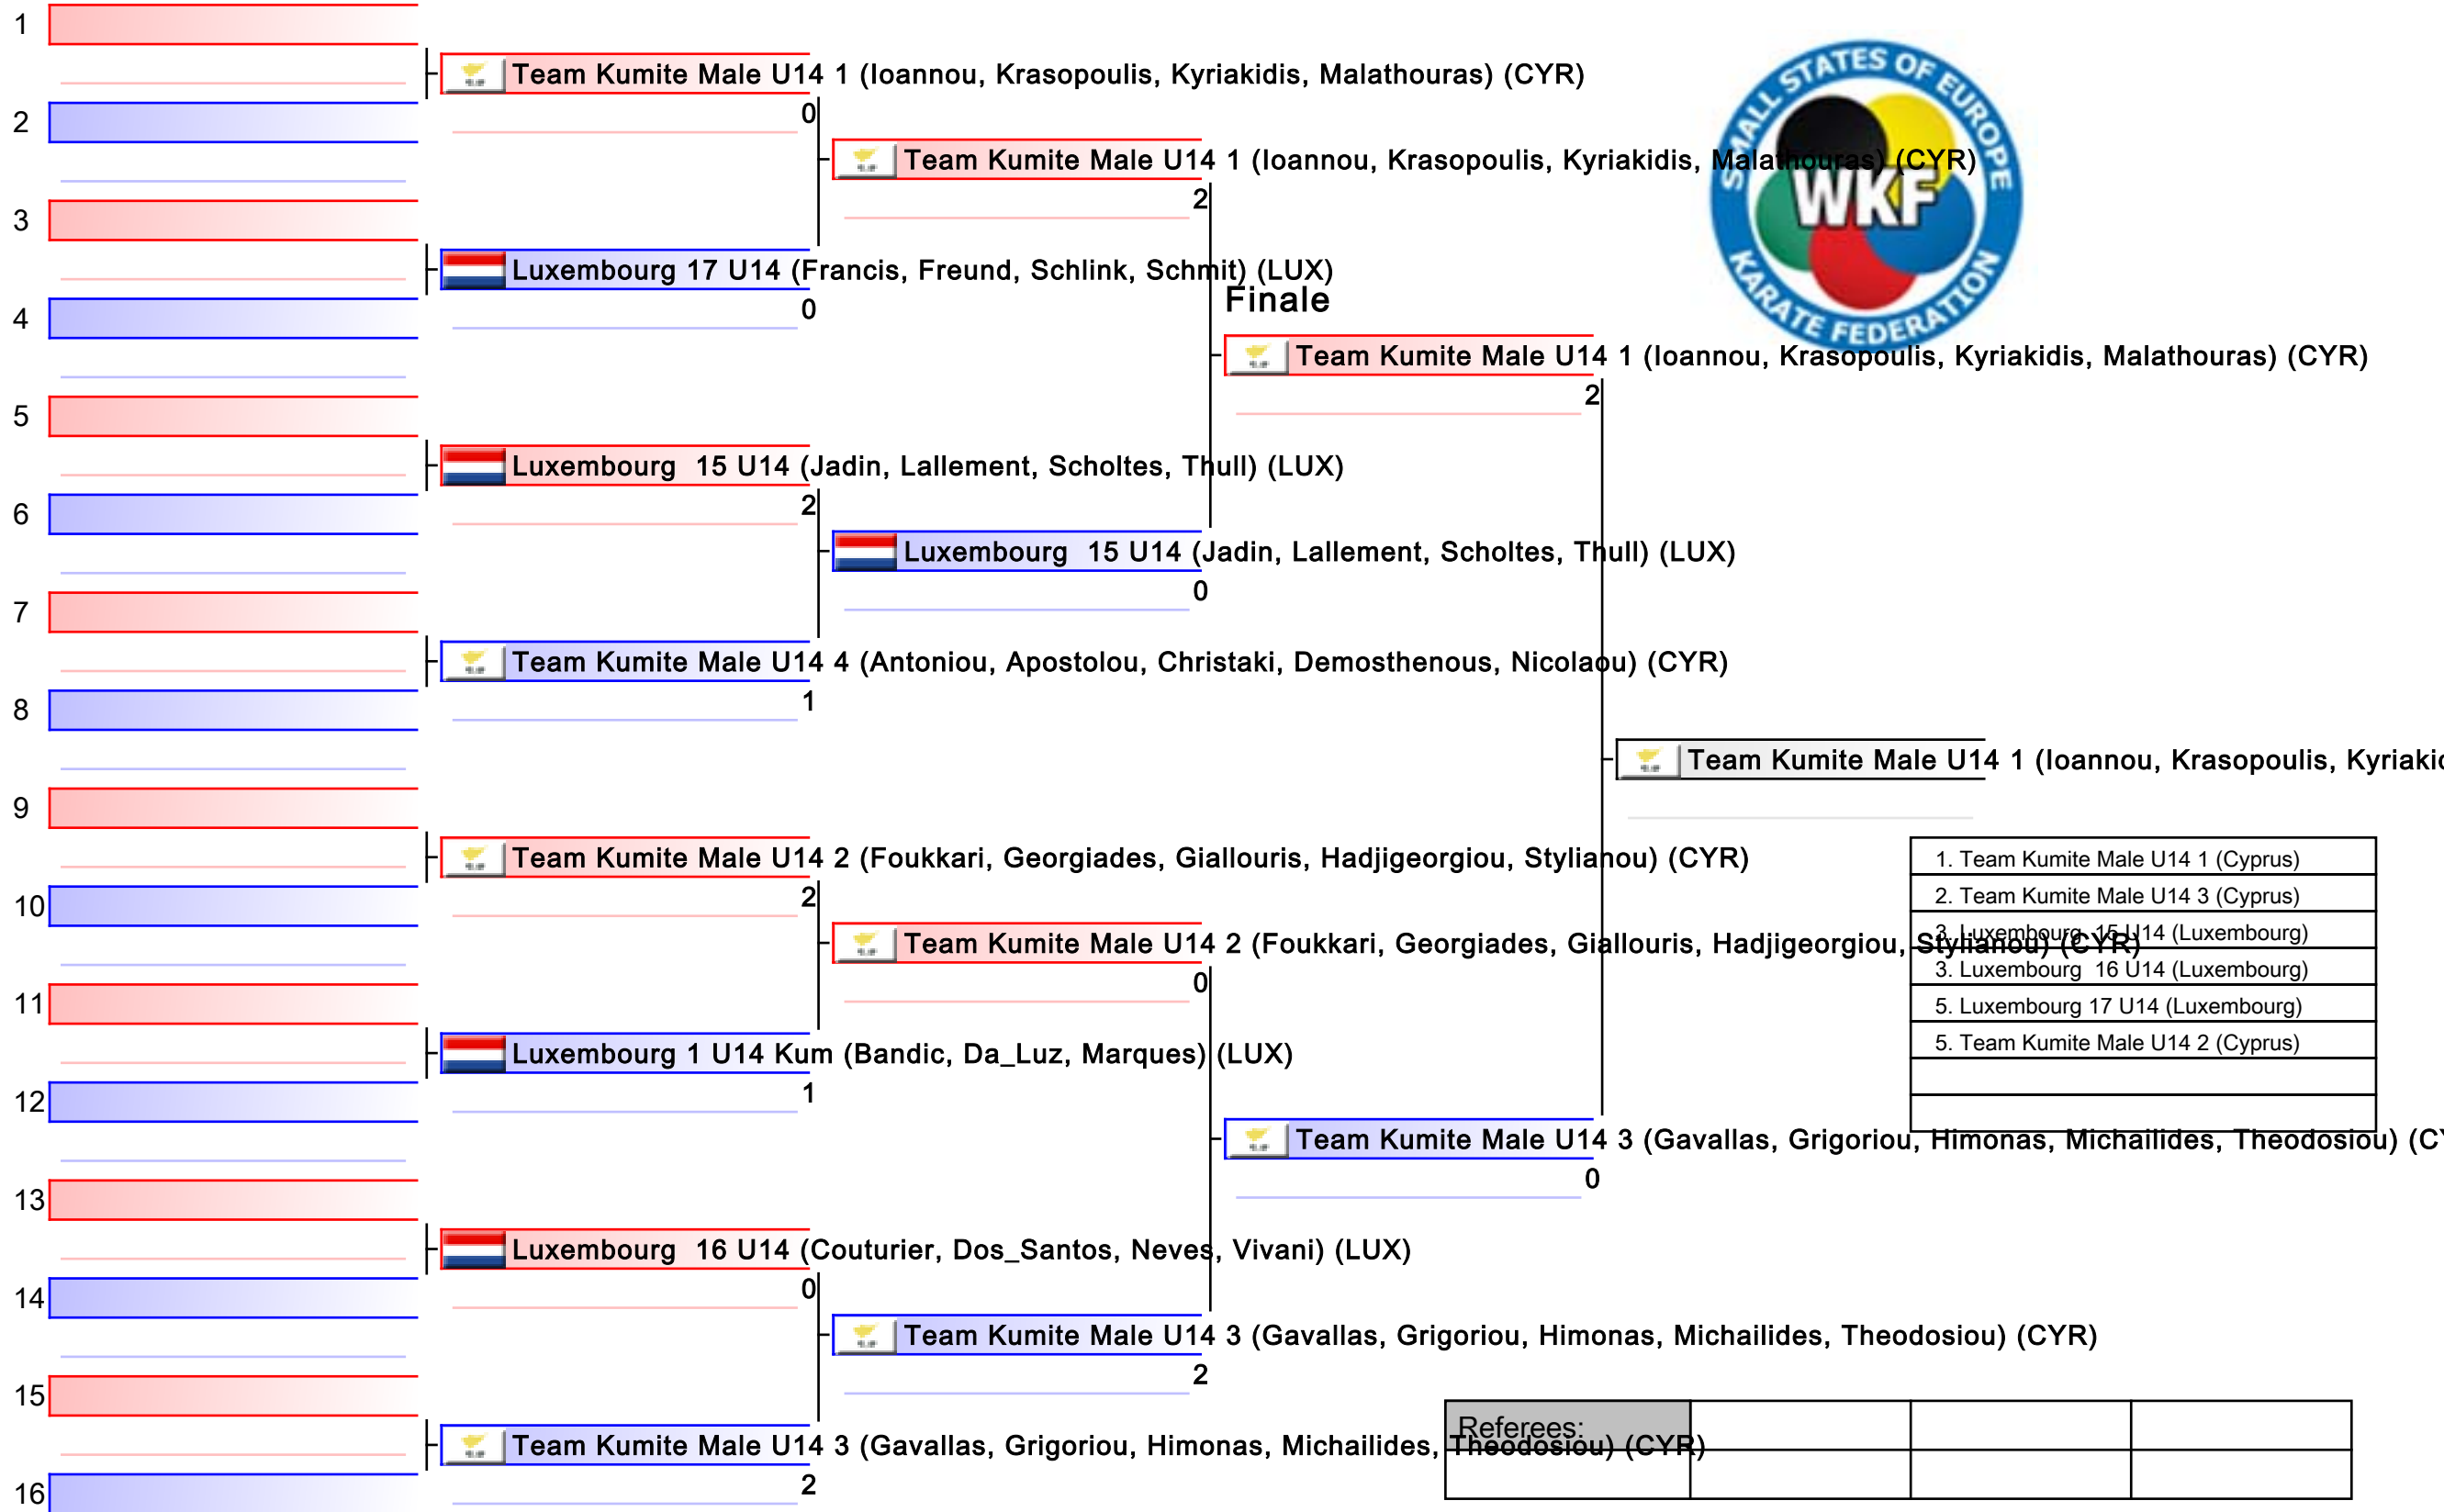 1
Team Kumite Male U14 1 (Ioannou, Krasopoulis, Kyriakidis, Malathouras) (CYR)
0
2
Team Kumite Male U14 1 (Ioannou, Krasopoulis, Kyriakidis, Malathouras) (CYR)
2
SMALL STATES OF EUROPE
WKF
KARATE FEDERATION
3
Luxembourg 17 U14 (Francis, Freund, Schlink, Schmit) (LUX)
0
4
Finale
Team Kumite Male U14 1 (Ioannou, Krasopoulis, Kyriakidis, Malathouras) (CYR)
2
5
Luxembourg  15 U14 (Jadin, Lallement, Scholtes, Thull) (LUX)
2
6
Luxembourg  15 U14 (Jadin, Lallement, Scholtes, Thull) (LUX)
0
7
Team Kumite Male U14 4 (Antoniou, Apostolou, Christaki, Demosthenous, Nicolaou) (CYR)
1
8
Team Kumite Male U14 1 (Ioannou, Krasopoulis,
9
Team Kumite Male U14 2 (Foukkari, Georgiades, Giallouris, Hadjigeorgiou, Stylianou) (CYR)
2
10
Team Kumite Male U14 2 (Foukkari, Georgiades, Giallouris, Hadjigeorgiou, Stylianou) (CYR)
0
1. Team Kumite Male U14 1 (Cyprus)
2. Team Kumite Male U14 3 (Cyprus)
3. Luxembourg  15 U14 (Luxembourg)
3. Luxembourg  16 U14 (Luxembourg)
5. Luxembourg 17 U14 (Luxembourg)
5. Team Kumite Male U14 2 (Cyprus)
11
Luxembourg 1 U14 Kum (Bandic, Da_Luz, Marques) (LUX)
1
12
Team Kumite Male U14 3 (Gavallas, Grigoriou, Himonas, Michailides, Theodosiou)
0
13
Luxembourg  16 U14 (Couturier, Dos_Santos, Neves, Vivani) (LUX)
0
14
Team Kumite Male U14 3 (Gavallas, Grigoriou, Himonas, Michailides, Theodosiou) (CYR)
2
15
Team Kumite Male U14 3 (Gavallas, Grigoriou, Himonas, Michailides, Theodosiou) (CYR)
2
16
Referees: